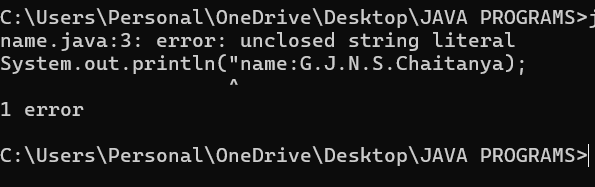 C:\Users\Personal\OneDrive\Desktop\JAVA PROGRAMS>j
name.java:3: error: unclosed string literal
System.out.println("name:G.J.N.S.Chaitanya);
^
1 error
C:\Users\Personal\OneDrive\Desktop\JAVA PROGRAMS>